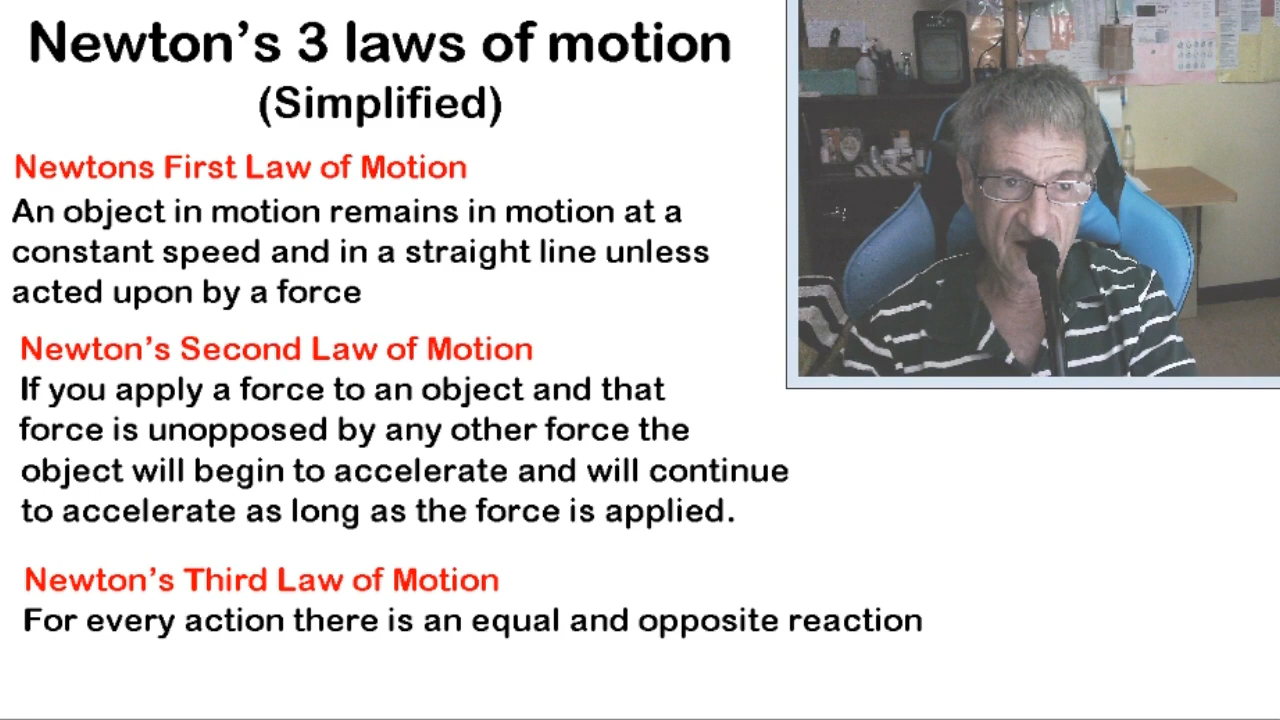 Newton's 3 laws of motion
(Simplified)
Newtons First Law of Motion
An object in motion remains in motion at a
constant speed and in a straight line unless
acted upon by a force
Newton's Second Law of Motion
If you apply a force to an object and that
force is unopposed by any other force the
object will begin to accelerate and will continue
to accelerate as long as the force is applied.
Newton's Third Law of Motion
For every action there is an equal and opposite reaction